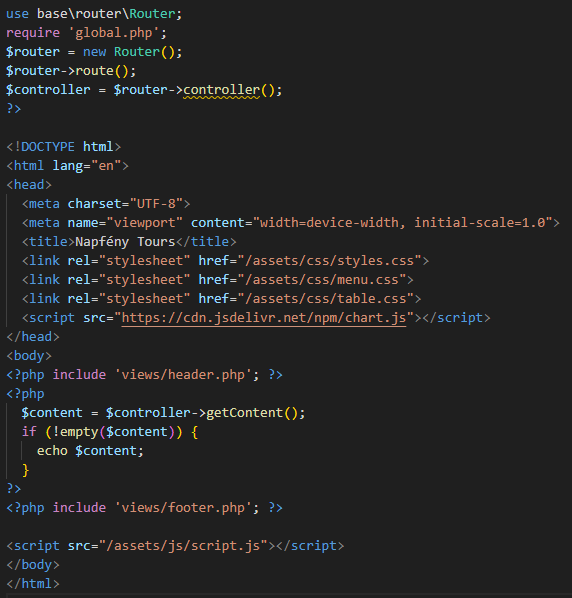 use base\router\Router;
require 'global.php';
$router = new Router();
$router->route();
$controller = $router->controller();
?>

<!DOCTYPE html>
<html lang="en">
<head>
  <meta charset="UTF-8">
  <meta name="viewport" content="width=device-width, initial-scale=1.0">
  <title>Napfény Tours</title>
  <link rel="stylesheet" href="/assets/css/styles.css">
  <link rel="stylesheet" href="/assets/css/menu.css">
  <link rel="stylesheet" href="/assets/css/table.css">
  <script src="https://cdn.jsdelivr.net/npm/chart.js"></script>
</head>
<body>
<?php include 'views/header.php'; ?>
<?php
  $content = $controller->getContent();
  if (!empty($content)) {
    echo $content;
  }
?>
<?php include 'views/footer.php'; ?>

<script src="/assets/js/script.js"></script>
</body>
</html>